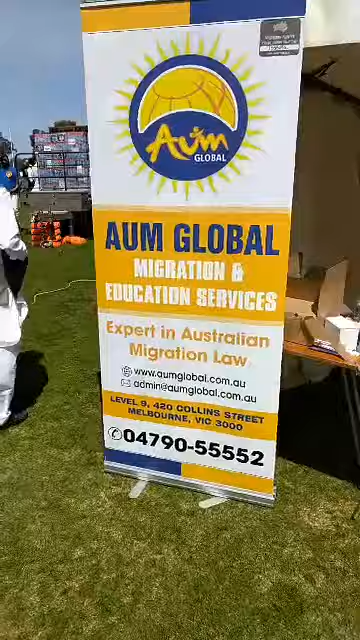 Aum
GLOBAL
AUM GLOBAL
MIGRATION &
EDUCATION SERVICES
Expert in Australian
Migration Law
www.aumglobal.com.au
admin@aumglobal.com.au
LEVEL 9, 420 COLLINS STREET
MELBOURNE, VIC 3000
04790-55552